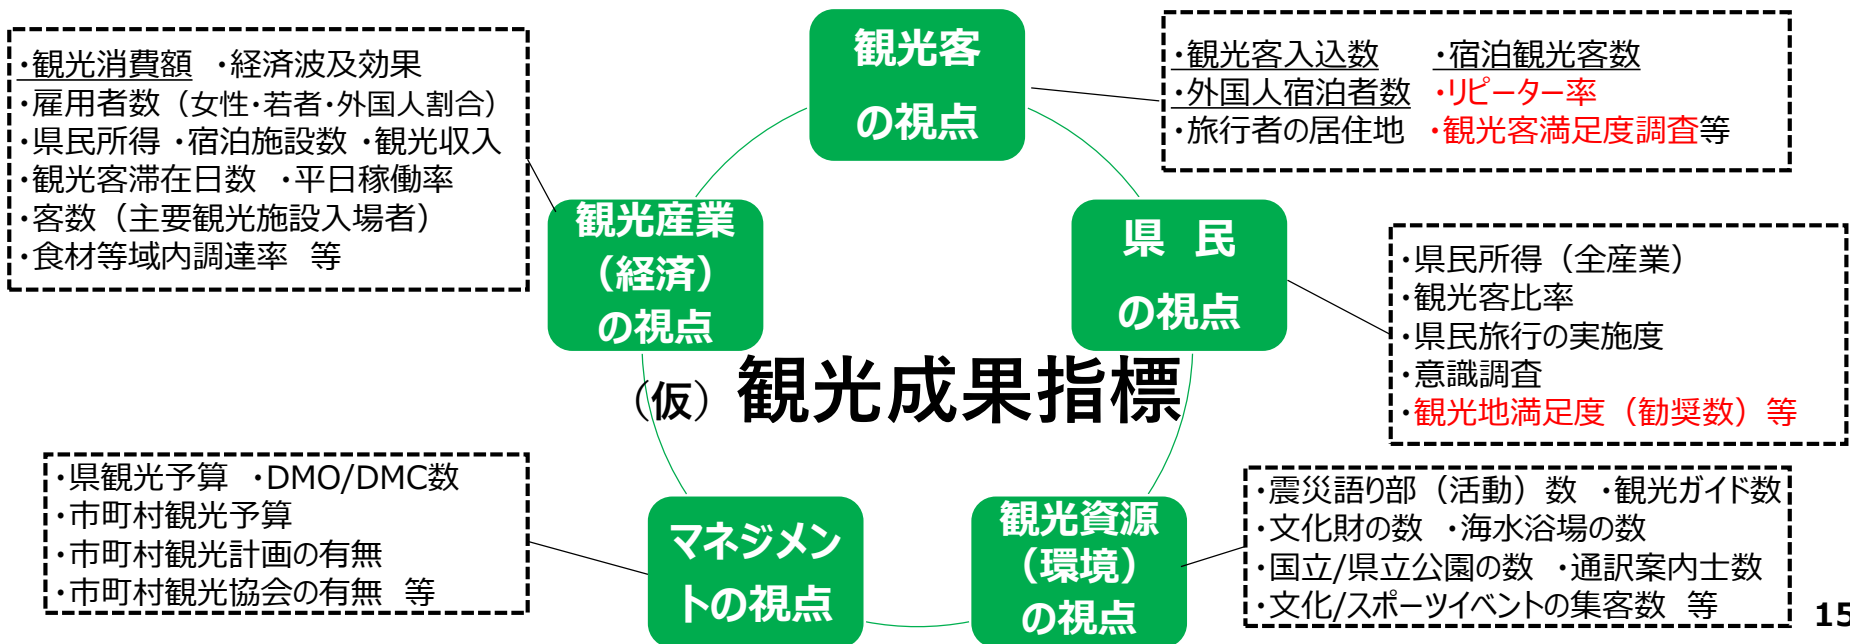 観光客
の視点
・観光客入込数　・宿泊観光客数
・外国人宿泊者数　・リピーター率
・旅行者の居住地　・観光客満足度調査等
・観光消費額　・経済波及効果
・雇用者数（女性・若者・外国人割合）
・県民所得・宿泊施設数・観光収入
・観光客滞在日数　・平日稼働率
・客数（主要観光施設入場者）
・食材等域内調達率　等
観光産業
（経済）
の視点
県　民
の視点
・県民所得（全産業）
・観光客比率
・県民旅行の実施度
・意識調査
・観光地満足度（勧奨数）等
（仮）観光成果指標
・県観光予算　・DMO/DMC数
・市町村観光予算
・市町村観光計画の有無
・市町村観光協会の有無　等
マネジメン
トの視点
観光資源
（環境）
の視点
・震災語り部（活動）数　・観光ガイド数
・文化財の数　・海水浴場の数
・国立/県立公園の数　・通訳案内士数
・文化/スポーツイベントの集客数　等
15